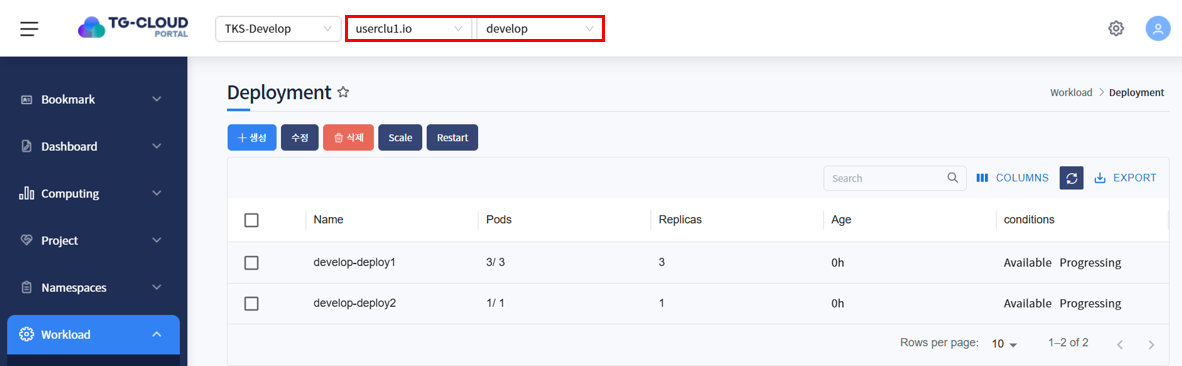 TG-CLOUD
PORTAL
TKS-Develop
userclu1.io
develop
Bookmark
Dashboard
Computing
Project
Namespaces
Workload
Deployment
Workload > Deployment
생성
수정
삭제
Scale
Restart
Search
COLUMNS
EXPORT
Name Pods Replicas Age conditions
develop-deploy1 3/ 3 3 0h Available Progressing
develop-deploy2 1/ 1 1 0h Available Progressing
Rows per page: 10 1–2 of 2